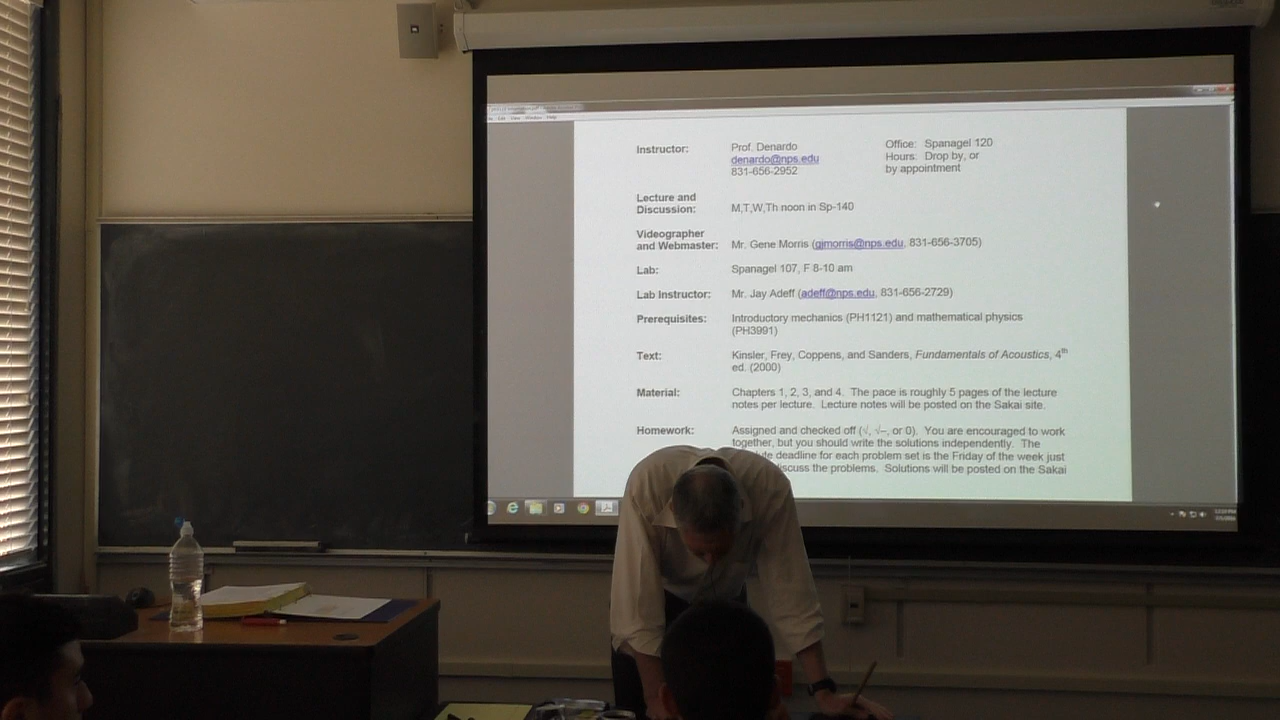 Edit View Window Help
Instructor: Prof. Denardo Office: Spanagel 120
denardo@nps.edu Hours: Drop by, or
831-656-2952 by appointment
Lecture and
Discussion: M,T,W,Th noon in Sp-140
Videographer
and Webmaster: Mr. Gene Morris (gjmorris@nps.edu, 831-656-3705)
Lab: Spanagel 107, F 8-10 am
Lab Instructor: Mr. Jay Adeff (adeff@nps.edu, 831-656-2729)
Prerequisites: Introductory mechanics (PH1121) and mathematical physics
(PH3991)
Text: Kinsler, Frey, Coppens, and Sanders, Fundamentals of Acoustics, 4th
ed. (2000)
Material: Chapters 1, 2, 3, and 4. The pace is roughly 5 pages of the lecture
notes per lecture. Lecture notes will be posted on the Sakai site.
Homework: Assigned and checked off (√, √–, or 0). You are encouraged to work
together, but you should write the solutions independently. The
deadline for each problem set is the Friday of the week just
discuss the problems. Solutions will be posted on the Sakai